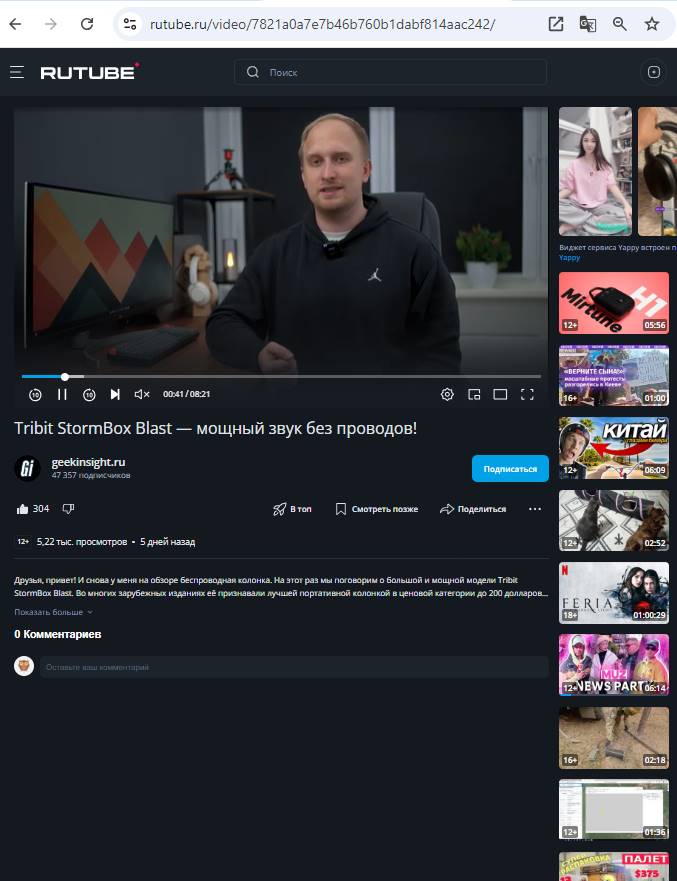 rutube.ru/video/7821a0a7e7b46b760b1dabf814aac242/
RUTUBE
Поиск
10
10
00:41 / 08:21
Tribit StormBox Blast — мощный звук без проводов!
Gi
geekinsight.ru
47 357 подписчиков
Подписаться
304
В топ
Смотреть позже
Поделиться
12+ 5,22 тыс. просмотров • 5 дней назад
Друзья, привет! И снова у меня на обзоре беспроводная колонка. На этот раз мы поговорим о большой и мощной модели Tribit
StormBox Blast. Во многих зарубежных изданиях её признавали лучшей портативной колонкой в ценовой категории до 200 долларов...
Показать больше
0 Комментариев
Оставьте ваш комментарий
Виджет сервиса Yappy встроен п
Yappy
Mirtune
H1
12+ 05:56
«ВЕРНИТЕ СЫНА!»:
масштабные протесты
разгорелись в Киеве
16+ 01:00
КИТАЙ
12+ 06:09
12+ 02:52
N
FERIA
18+ 01:00:29
MUZ
NEWS PARTY
12+ 06:14
16+ 02:18
12+ 01:36
СУПЕР
РАСПАКОВКА
ПАЛЕТ
$375